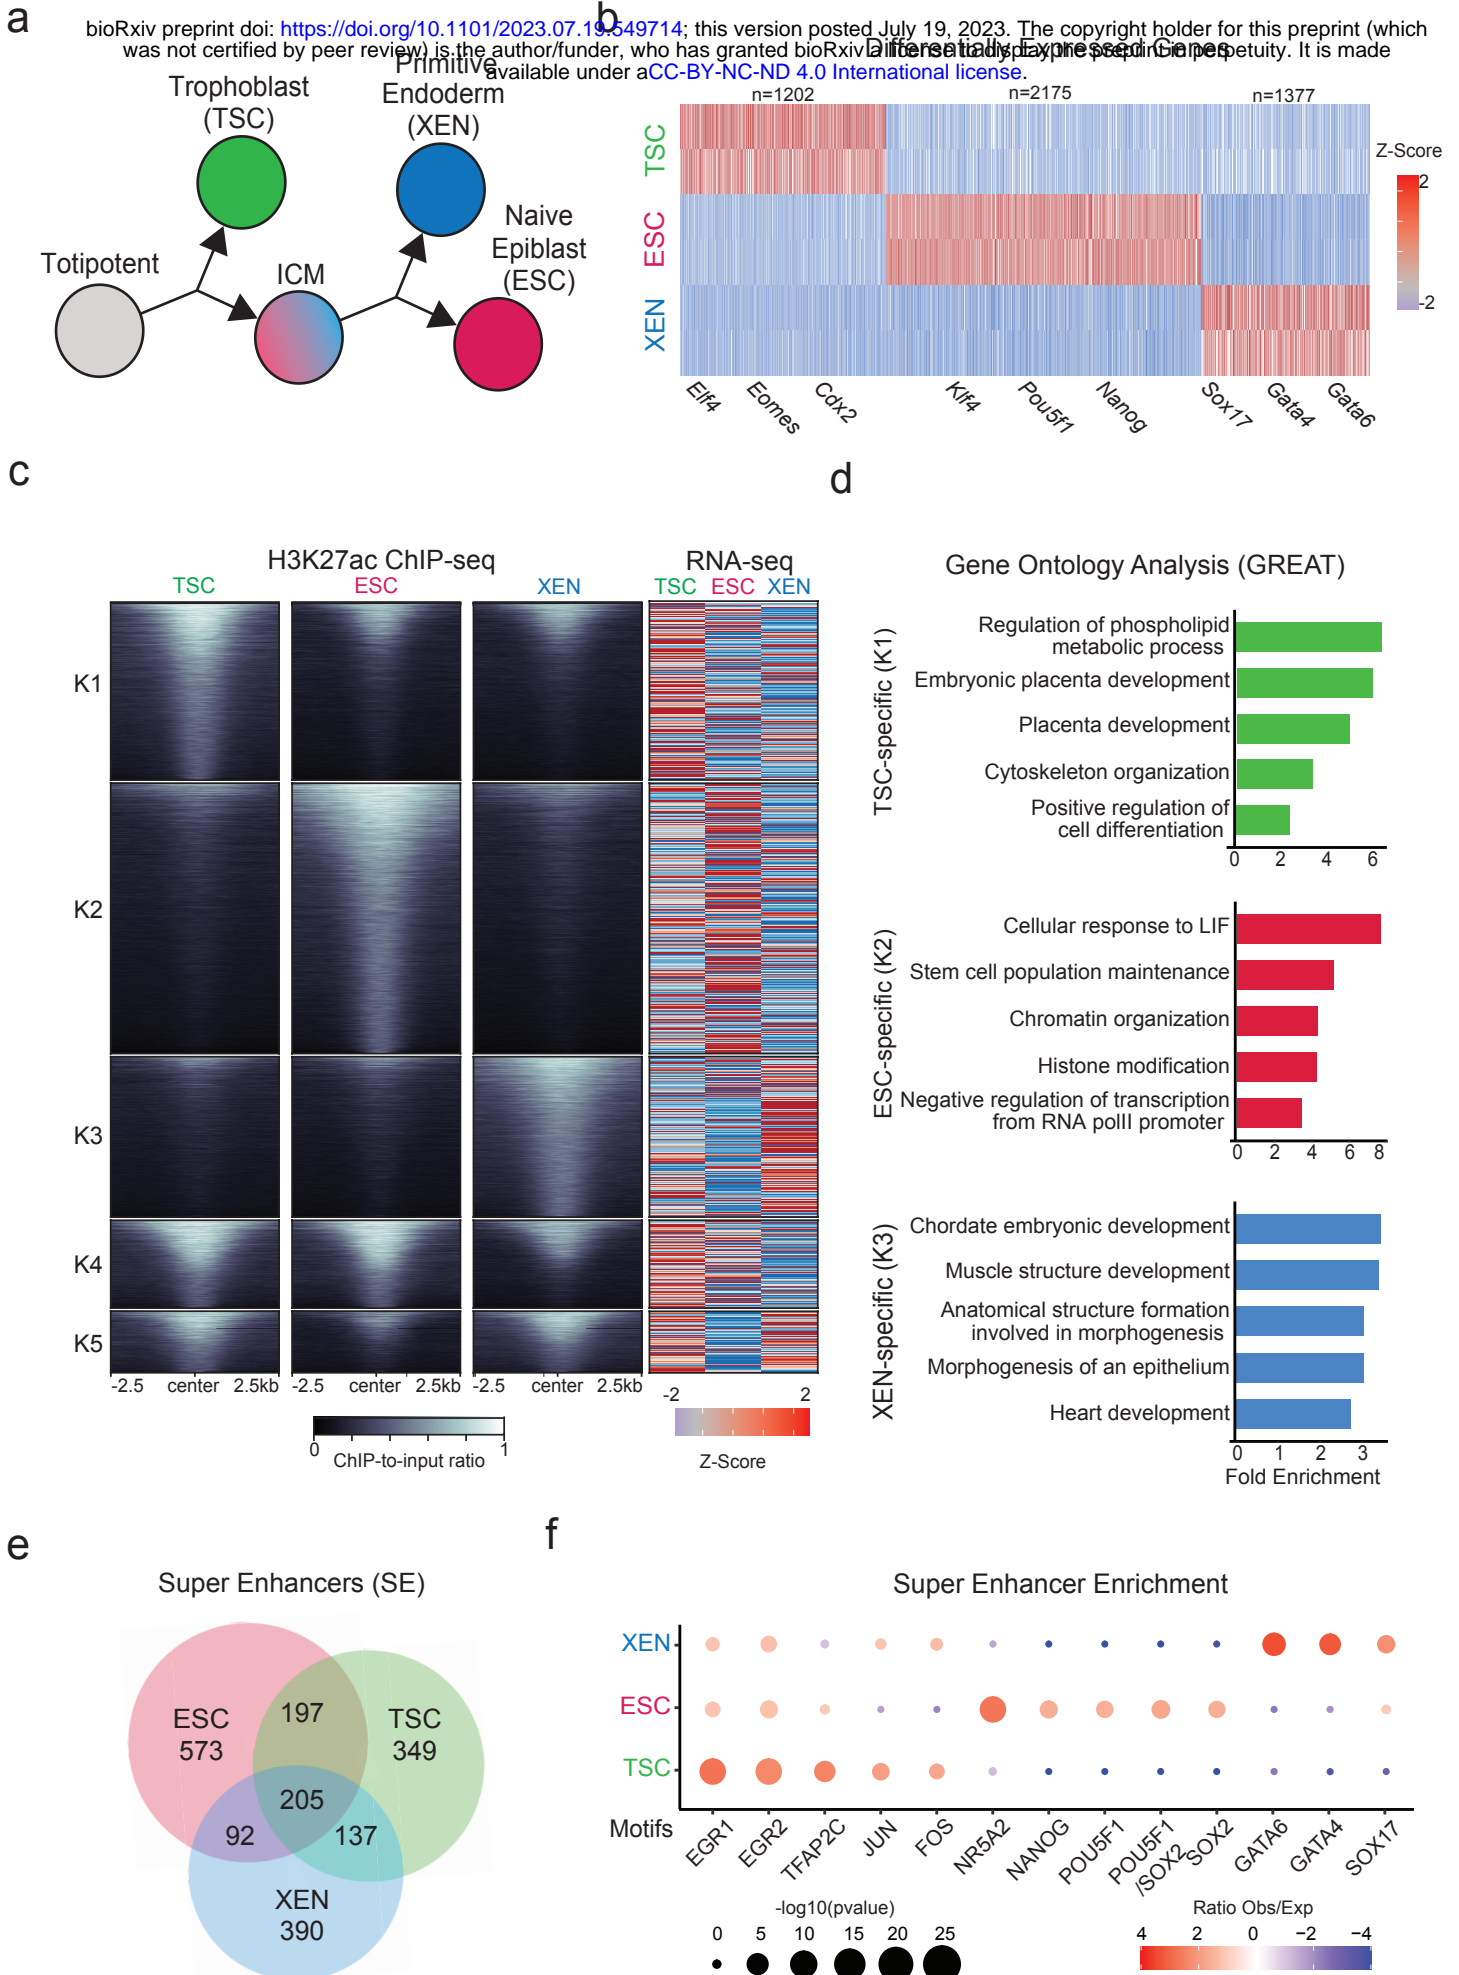 a
b
bioRxiv preprint doi: https://doi.org/10.1101/2023.07.19.549714; this version posted July 19, 2023. The copyright holder for this preprint (which
was not certified by peer review) is the author/funder, who has granted bioRxiv a license to display the preprint in perpetuity. It is made
available under aCC-BY-NC-ND 4.0 International license.
Trophoblast
(TSC)
Primitive
Endoderm
(XEN)
Naive
Epiblast
(ESC)
Totipotent
ICM
Differentially Expressed Genes
n=1202
n=2175
n=1377
TSC
ESC
XEN
Z-Score
2
-2
Elf4
Eomes
Cdx2
Klf4
Pou5f1
Nanog
Sox17
Gata4
Gata6
c
H3K27ac ChIP-seq
RNA-seq
TSC
ESC
XEN
TSC
ESC
XEN
K1
K2
K3
K4
K5
-2.5 center 2.5kb
-2.5 center 2.5kb
-2.5 center 2.5kb
0
1
ChIP-to-input ratio
-2
2
Z-Score
d
Gene Ontology Analysis (GREAT)
TSC-specific (K1)
Regulation of phospholipid
metabolic process
Embryonic placenta development
Placenta development
Cytoskeleton organization
Positive regulation of
cell differentiation
0 2 4 6
ESC-specific (K2)
Cellular response to LIF
Stem cell population maintenance
Chromatin organization
Histone modification
Negative regulation of transcription
from RNA polII promoter
0 2 4 6 8
XEN-specific (K3)
Chordate embryonic development
Muscle structure development
Anatomical structure formation
involved in morphogenesis
Morphogenesis of an epithelium
Heart development
0 1 2 3
Fold Enrichment
e
Super Enhancers (SE)
ESC
573
197
TSC
349
205
92
137
XEN
390
f
Super Enhancer Enrichment
XEN
ESC
TSC
Motifs
EGR1
EGR2
TFAP2C
JUN
FOS
NR5A2
NANOG
POU5F1
POU5F1
/SOX2
SOX2
GATA6
GATA4
SOX17
-log10(pvalue)
0 5 10 15 20 25
Ratio Obs/Exp
4 2 0 −2 −4